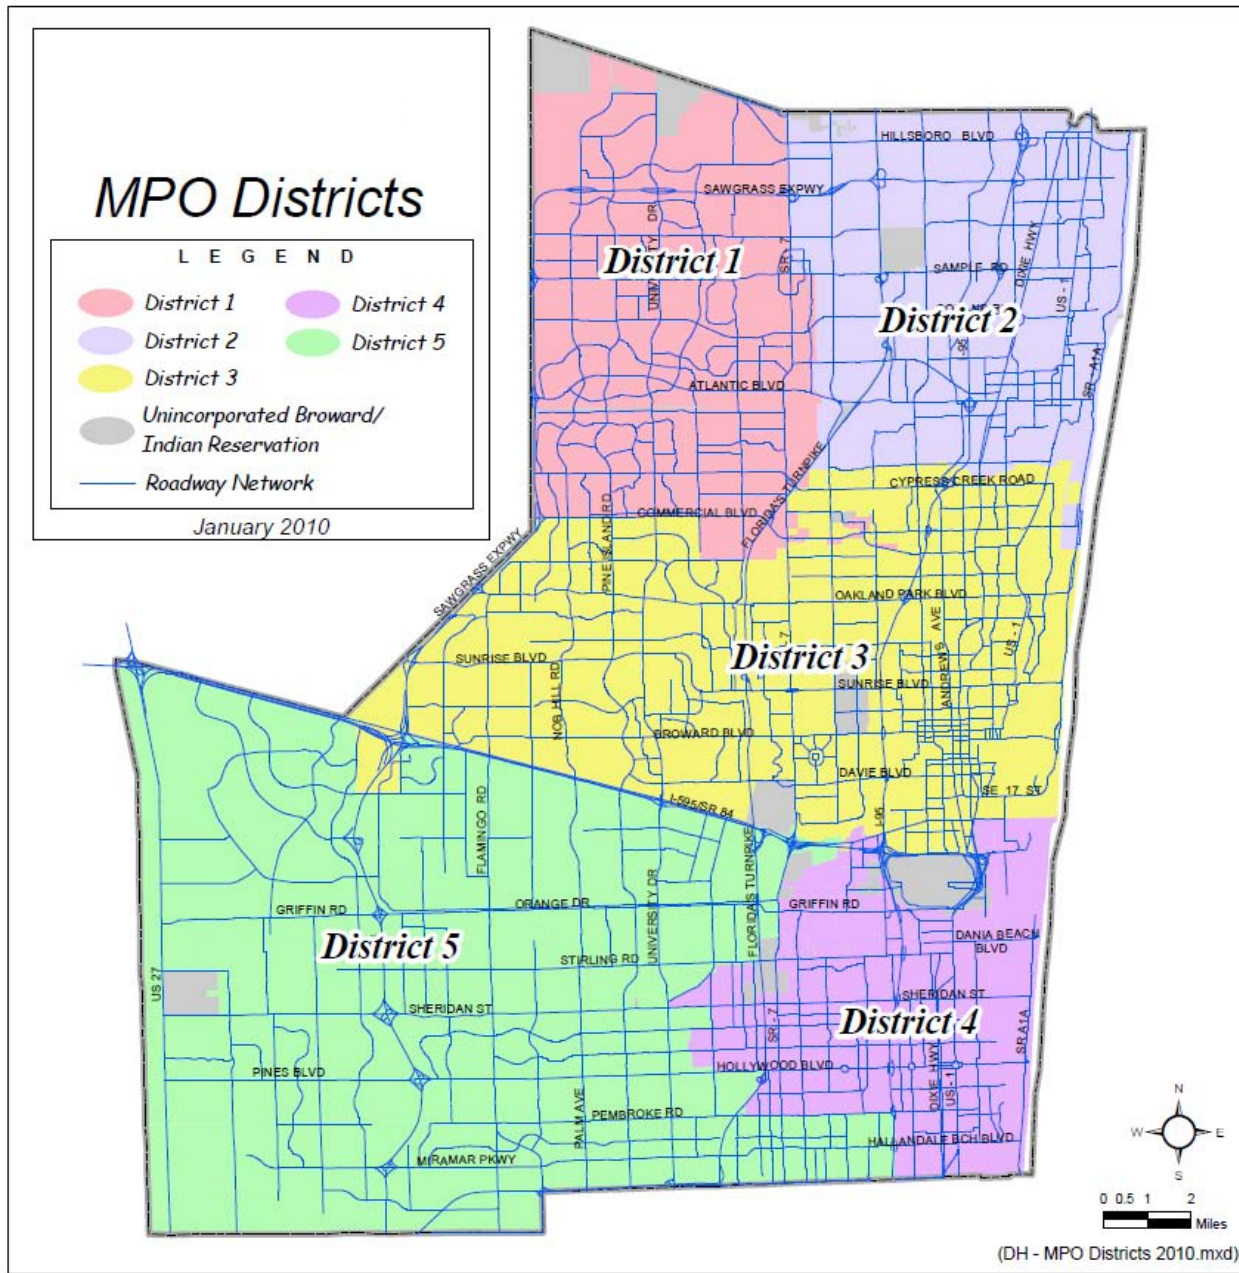 MPO Districts
L E G E N D
District 1
District 4
District 2
District 5
District 3
Unincorporated Broward/
Indian Reservation
Roadway Network
January 2010
HILLSBORO BLVD
SAWGRASS EXPWY
UNIVERSITY DR
SR - 7
District 1
SAMPLE RD
DIXIE HWY
US - 1
District 2
I-95
SR - A1A
ATLANTIC BLVD
FLORIDA'S TURNPIKE
CYPRESS CREEK ROAD
COMMERCIAL BLVD
PINE ISLAND RD
SAWGRASS EXPWY
OAKLAND PARK BLVD
ANDREWS AVE
US - 1
SUNRISE BLVD
District 3
SUNRISE BLVD
NOB HILL RD
BROWARD BLVD
DAVIE BLVD
SE 17 ST
I-595/SR 84
I-95
FLAMINGO RD
UNIVERSITY DR
FLORIDA'S TURNPIKE
ORANGE DR
GRIFFIN RD
GRIFFIN RD
DANIA BEACH
BLVD
District 5
STIRLING RD
US 27
SHERIDAN ST
SHERIDAN ST
SR - 7
District 4
SR A1A
PINES BLVD
HOLLYWOOD BLVD
DIXIE HWY
US - 1
PALM AVE
PEMBROKE RD
HALLANDALE BCH BLVD
MIRAMAR PKWY
N
W
E
S
0 0.5 1 2
Miles
(DH - MPO Districts 2010.mxd)